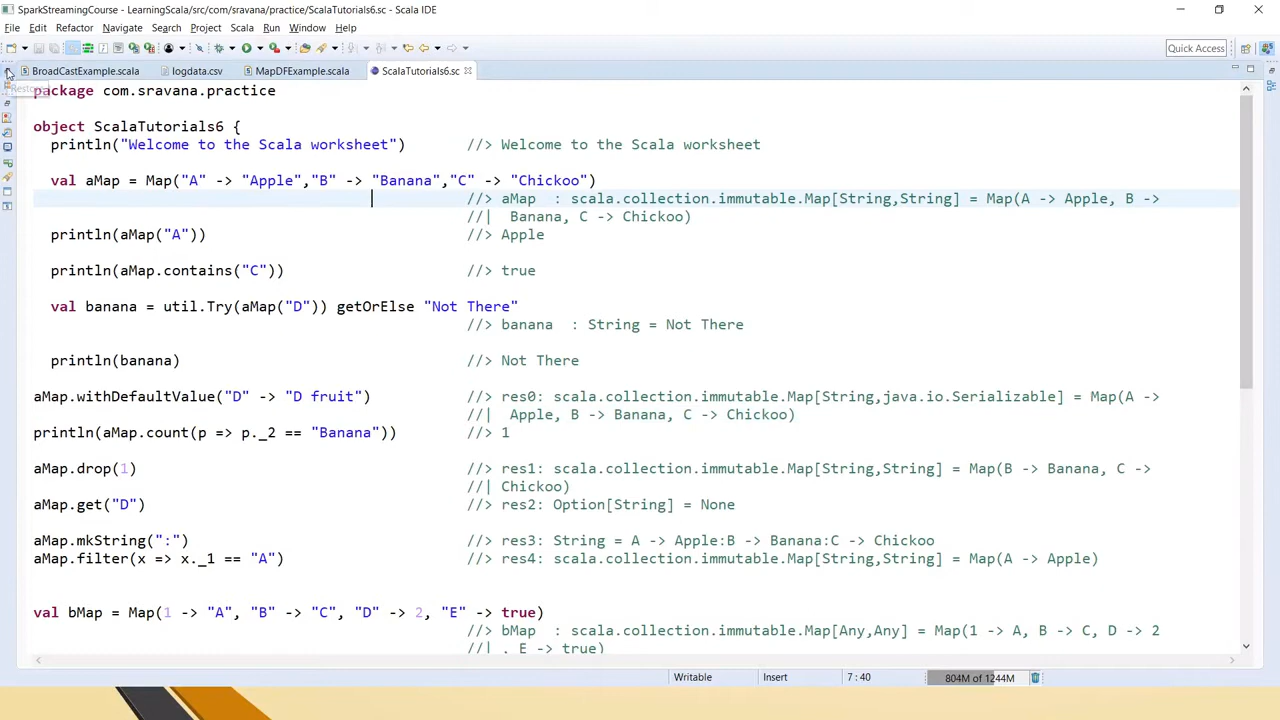 SparkStreamingCourse - LearningScala/src/com/sravana/practice/ScalaTutorials6.sc - Scala IDE
File Edit Refactor Navigate Search Project Scala Run Window Help
Quick Access
BroadCastExample.scala logdata.csv MapDFExample.scala ScalaTutorials6.sc
Restore
package com.sravana.practice
object ScalaTutorials6 {
println("Welcome to the Scala worksheet") //> Welcome to the Scala worksheet
val aMap = Map("A" -> "Apple","B" -> "Banana","C" -> "Chickoo")
//> aMap : scala.collection.immutable.Map[String,String] = Map(A -> Apple, B ->
//| Banana, C -> Chickoo)
println(aMap("A")) //> Apple
println(aMap.contains("C")) //> true
val banana = util.Try(aMap("D")) getOrElse "Not There"
//> banana : String = Not There
println(banana) //> Not There
aMap.withDefaultValue("D" -> "D fruit") //> res0: scala.collection.immutable.Map[String,java.io.Serializable] = Map(A ->
//| Apple, B -> Banana, C -> Chickoo)
println(aMap.count(p => p._2 == "Banana")) //> 1
aMap.drop(1) //> res1: scala.collection.immutable.Map[String,String] = Map(B -> Banana, C ->
//| Chickoo)
aMap.get("D") //> res2: Option[String] = None
aMap.mkString(":") //> res3: String = A -> Apple:B -> Banana:C -> Chickoo
aMap.filter(x => x._1 == "A") //> res4: scala.collection.immutable.Map[String,String] = Map(A -> Apple)
val bMap = Map(1 -> "A", "B" -> "C", "D" -> 2, "E" -> true)
//> bMap : scala.collection.immutable.Map[Any,Any] = Map(1 -> A, B -> C, D -> 2
//| , E -> true)
Writable Insert 7 : 40 804M of 1244M